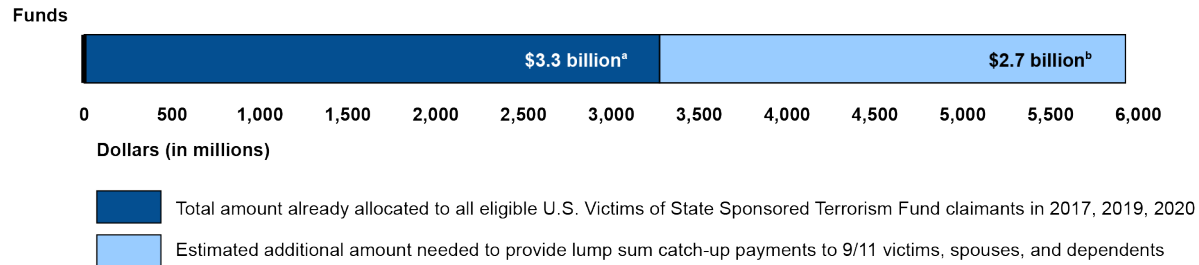 Funds
$3.3 billionᵃ $2.7 billionᵇ
0 500 1,000 1,500 2,000 2,500 3,000 3,500 4,000 4,500 5,000 5,500 6,000
Dollars (in millions)
Total amount already allocated to all eligible U.S. Victims of State Sponsored Terrorism Fund claimants in 2017, 2019, 2020
Estimated additional amount needed to provide lump sum catch-up payments to 9/11 victims, spouses, and dependents